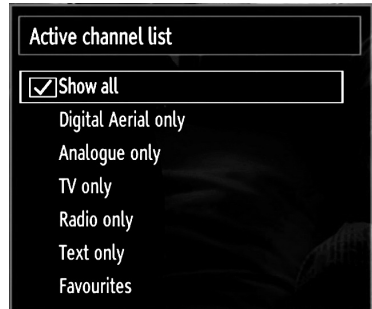 Active channel list
Show all
Digital Aerial only
Analogue only
TV only
Radio only
Text only
Favourites